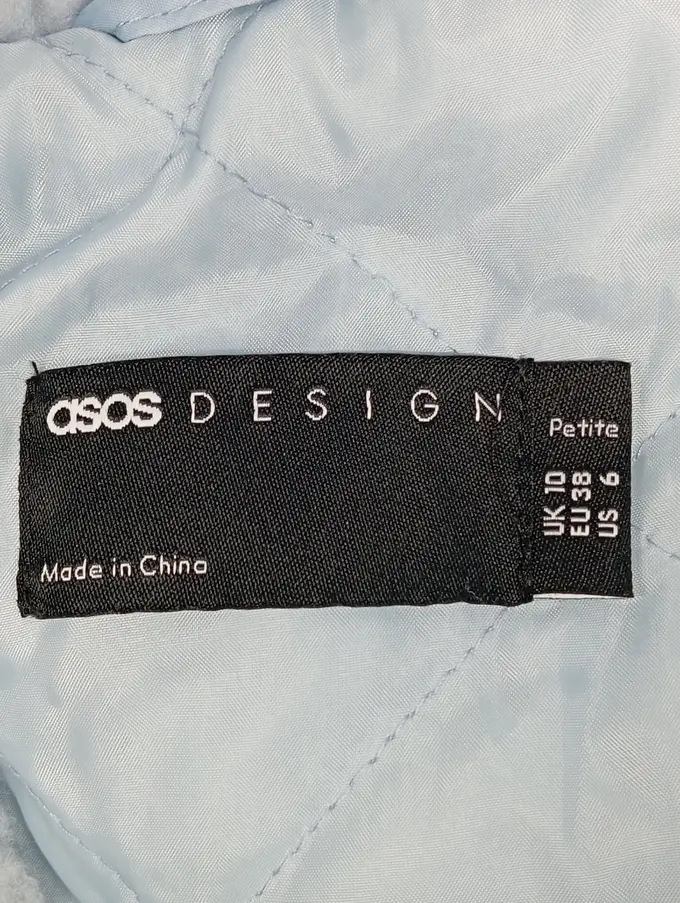 asos DESIGN
Made in China
Petite
UK 10
EU 38
US 6